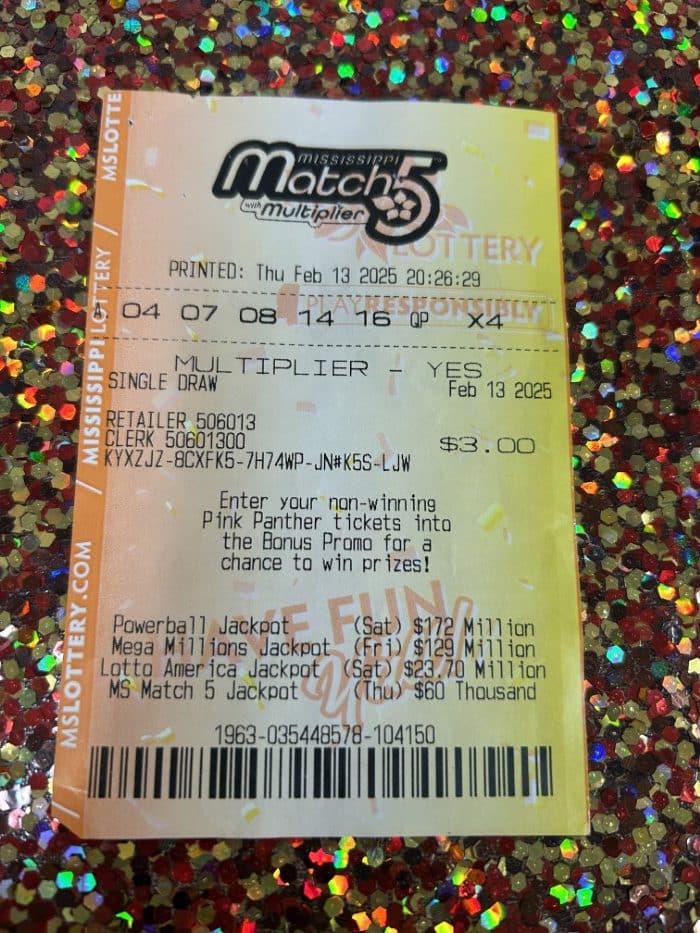 MISSISSIPPI
Match 5
with Multiplier
LOTTERY
PRINTED: Thu Feb 13 2025 20:26:29
PLAY RESPONSIBLY
A 04 07 08 14 16 QP X4
MULTIPLIER - YES
SINGLE DRAW Feb 13 2025
RETAILER 506013
CLERK 50601300 $3.00
KYXZJZ-8CXFK5-7H74WP-JN#K5S-LJW
Enter your non-winning
Pink Panther tickets into
the Bonus Promo for a
chance to win prizes!
HAVE FUN
Y'all!
Powerball Jackpot (Sat) $172 Million
Mega Millions Jackpot (Fri) $129 Million
Lotto America Jackpot (Sat) $23.70 Million
MS Match 5 Jackpot (Thu) $60 Thousand
1963-035448578-104150
MSLOTTERY.COM / MISSISSIPPI LOTTERY / MSLOTTE